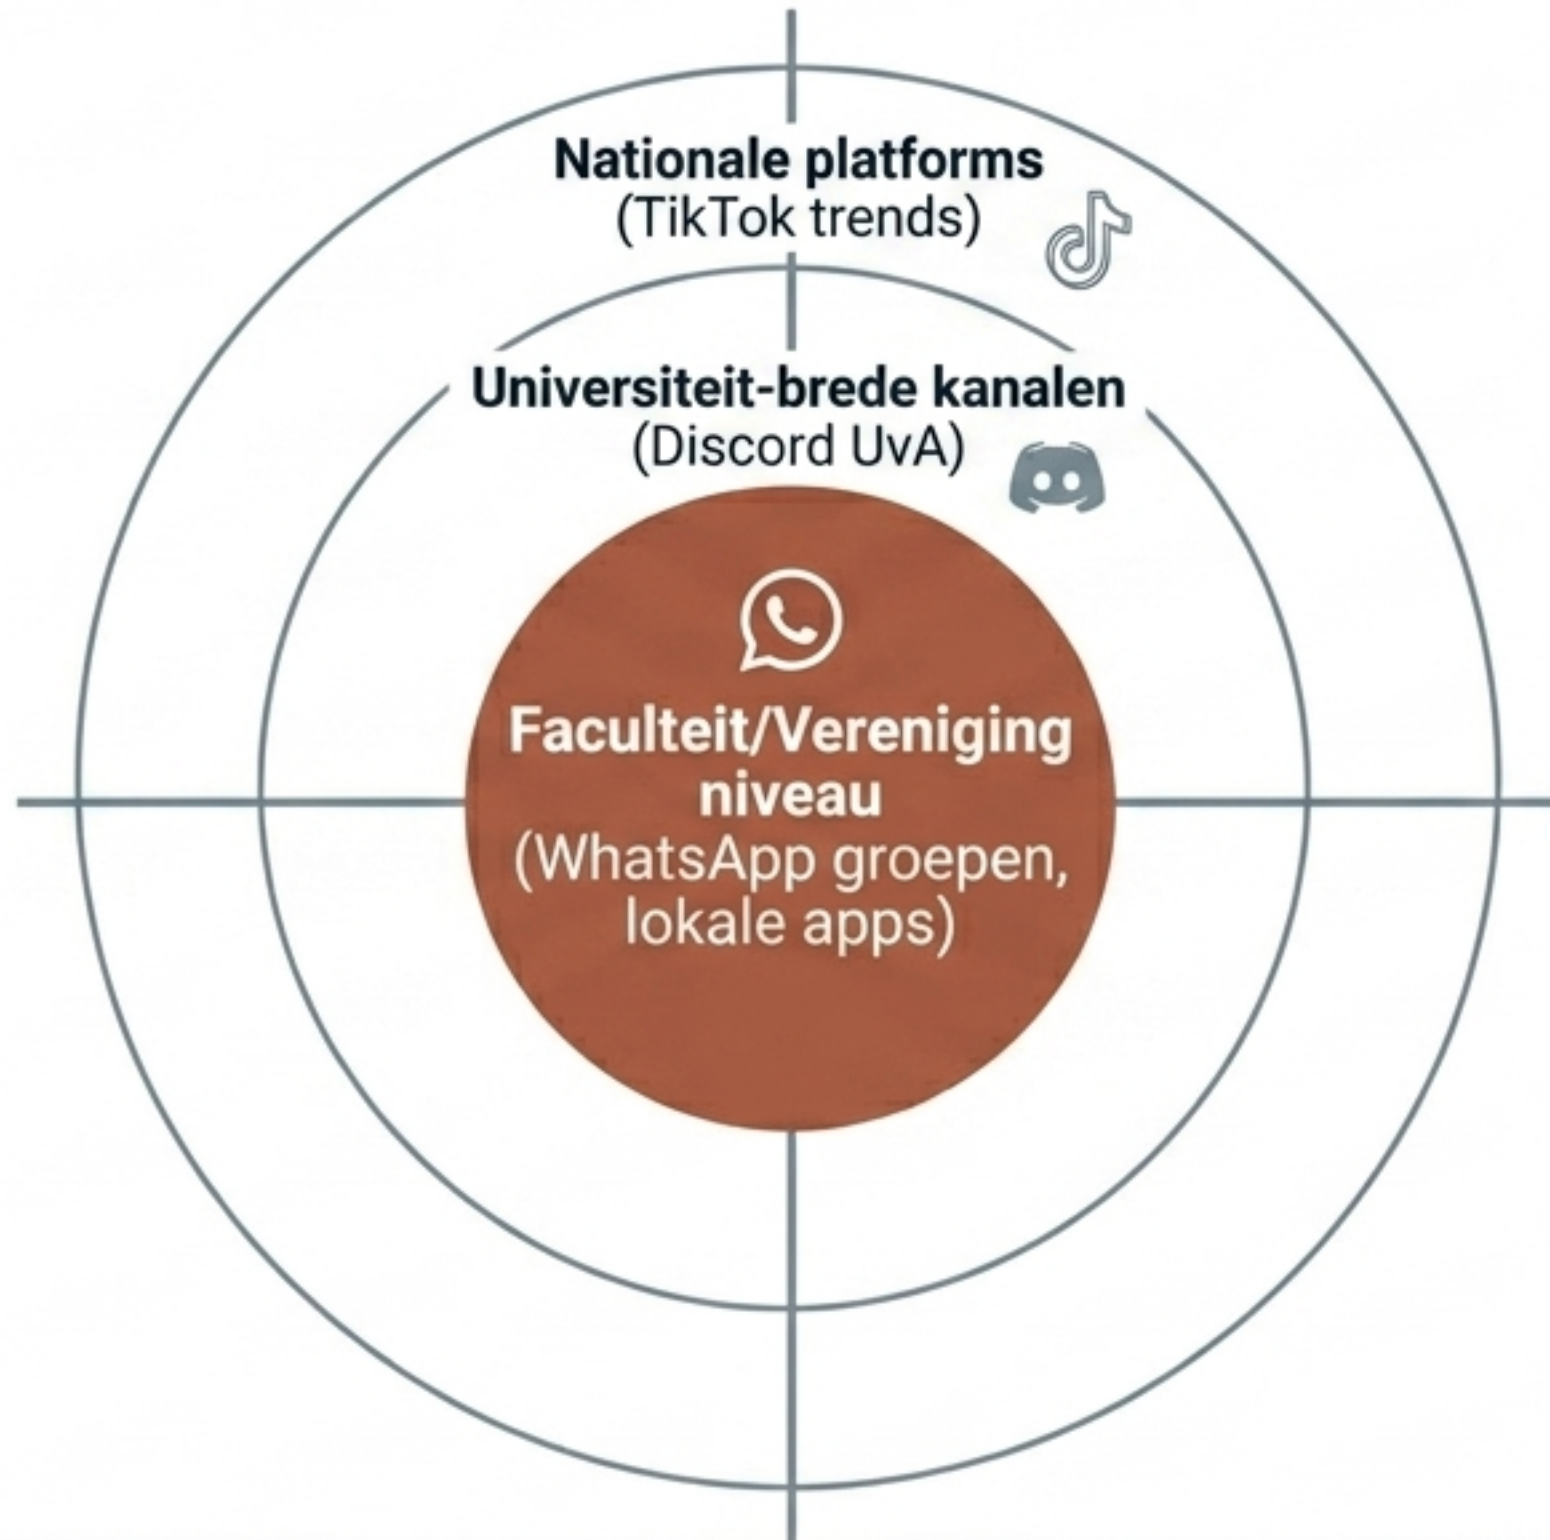 Nationale platforms
(TikTok trends)
Universiteit-brede kanalen
(Discord UvA)
Faculteit/Vereniging
niveau
(WhatsApp groepen,
lokale apps)